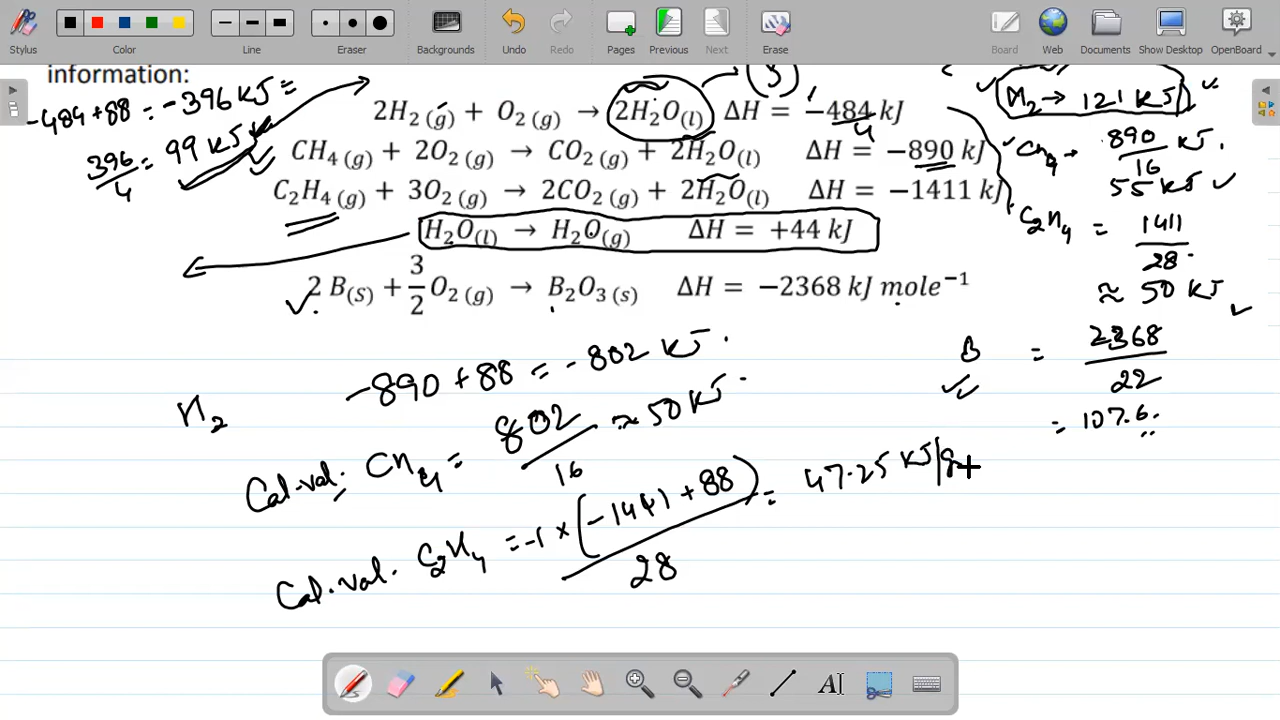 Stylus Color Line Eraser Backgrounds Undo Redo Pages Previous Next Erase Board Web Documents Show Desktop OpenBoard
information:
-484+88 = -396 KJ =
396/4 = 99 KJ
2H₂(g) + O₂(g) → 2H₂O(l) ΔH = -484 kJ
4
(3)
CH₄(g) + 2O₂(g) → CO₂(g) + 2H₂O(l) ΔH = -890 kJ
C₂H₄(g) + 3O₂(g) → 2CO₂(g) + 2H₂O(l) ΔH = -1411 kJ
H₂O(l) → H₂O(g) ΔH = +44 kJ
2 B(S) + 3/2 O₂(g) → B₂O₃(s) ΔH = -2368 kJ mole⁻¹
H₂ → 121 KJ
CH₄ → 890/16 KJ.
55 KJ
C₂H₄ = 1411/28
≈ 50 KJ
B = 2368/22
= 107.6
H₂
-890 + 88 = -802 KJ.
Cal.val. CH₄ = 802/16 ≈ 50 KJ.
Cal.val. C₂H₄ = -1 × (-1441 + 88)/28 = 47.25 KJ/g